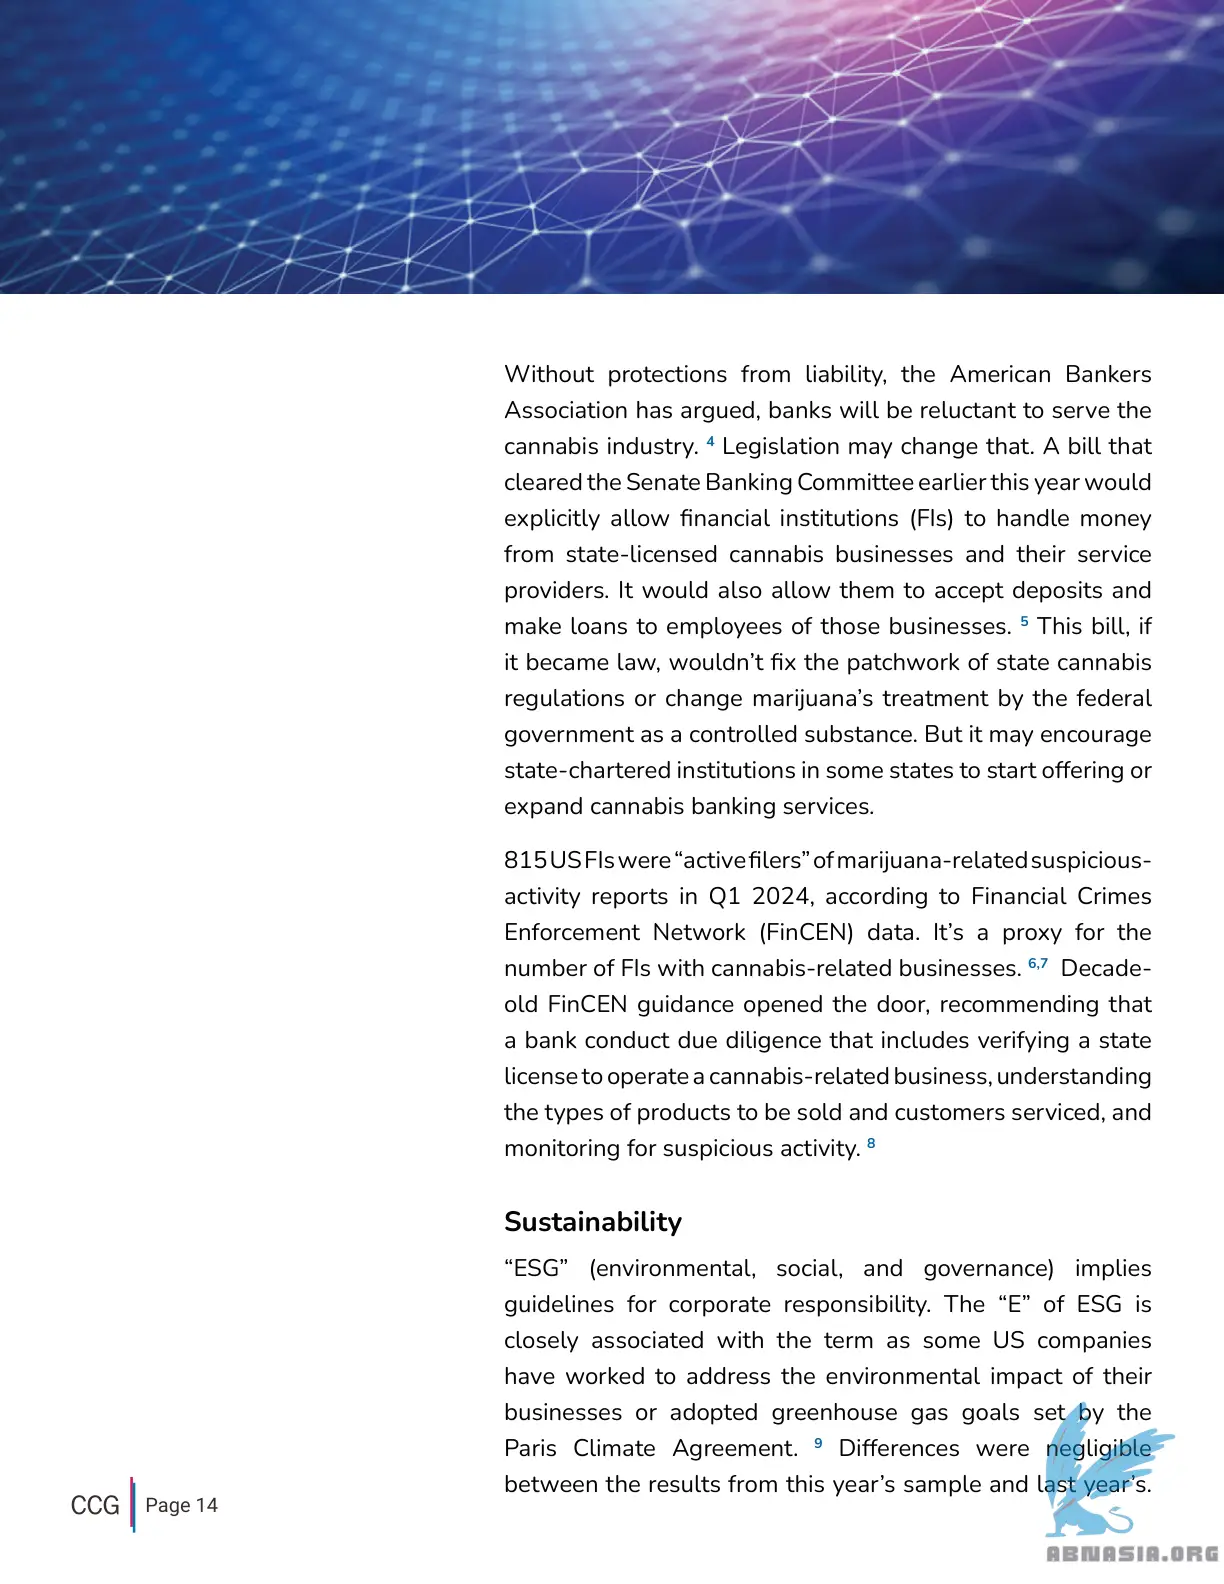 Without protections from liability, the American Bankers
Association has argued, banks will be reluctant to serve the
cannabis industry. 4 Legislation may change that. A bill that
cleared the Senate Banking Committee earlier this year would
explicitly allow financial institutions (FIs) to handle money
from state-licensed cannabis businesses and their service
providers. It would also allow them to accept deposits and
make loans to employees of those businesses. 5 This bill, if
it became law, wouldn’t fix the patchwork of state cannabis
regulations or change marijuana’s treatment by the federal
government as a controlled substance. But it may encourage
state-chartered institutions in some states to start offering or
expand cannabis banking services.
815 US FIs were “active filers” of marijuana-related suspicious-
activity reports in Q1 2024, according to Financial Crimes
Enforcement Network (FinCEN) data. It’s a proxy for the
number of FIs with cannabis-related businesses. 6,7 Decade-
old FinCEN guidance opened the door, recommending that
a bank conduct due diligence that includes verifying a state
license to operate a cannabis-related business, understanding
the types of products to be sold and customers serviced, and
monitoring for suspicious activity. 8
Sustainability
“ESG” (environmental, social, and governance) implies
guidelines for corporate responsibility. The “E” of ESG is
closely associated with the term as some US companies
have worked to address the environmental impact of their
businesses or adopted greenhouse gas goals set by the
Paris Climate Agreement. 9 Differences were negligible
between the results from this year’s sample and last year’s.
CCG Page 14
ABNASIA.ORG